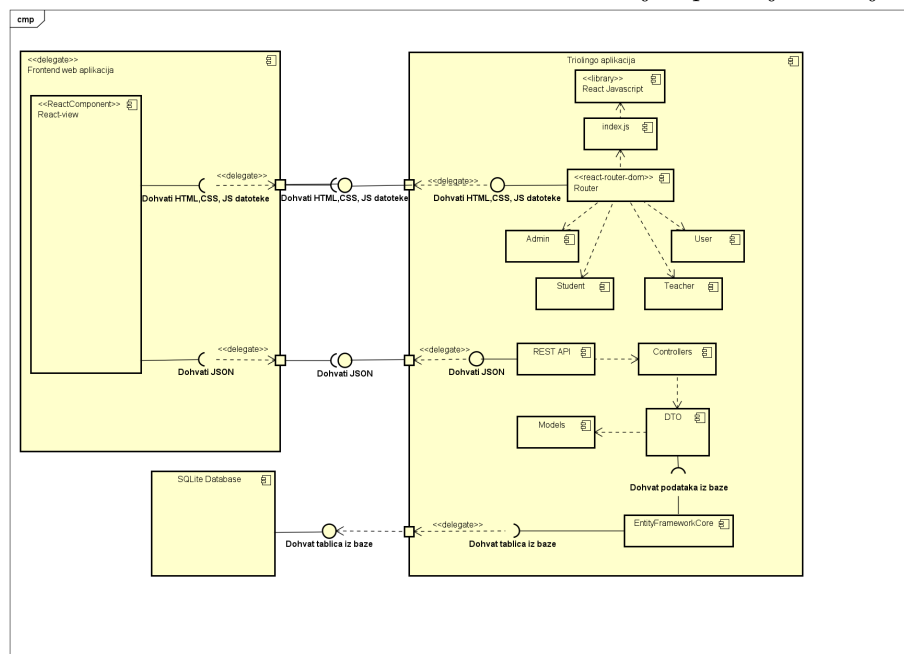 cmp
<<delegate>>
Frontend web aplikacija
<<ReactComponent>>
React-view
<<delegate>>
Dohvati HTML,CSS, JS datoteke
Dohvati HTML,CSS, JS datoteke
<<delegate>>
Dohvati JSON
Dohvati JSON
Triolingo aplikacija
<<library>>
React Javascript
index.js
<<react-router-dom>>
Router
<<delegate>>
Dohvati HTML,CSS, JS datoteke
Admin
User
Student
Teacher
<<delegate>>
Dohvati JSON
REST API
Controllers
Models
DTO
Dohvat podataka iz baze
EntityFrameworkCore
<<delegate>>
Dohvat tablica iz baze
SQLite Database
Dohvat tablica iz baze